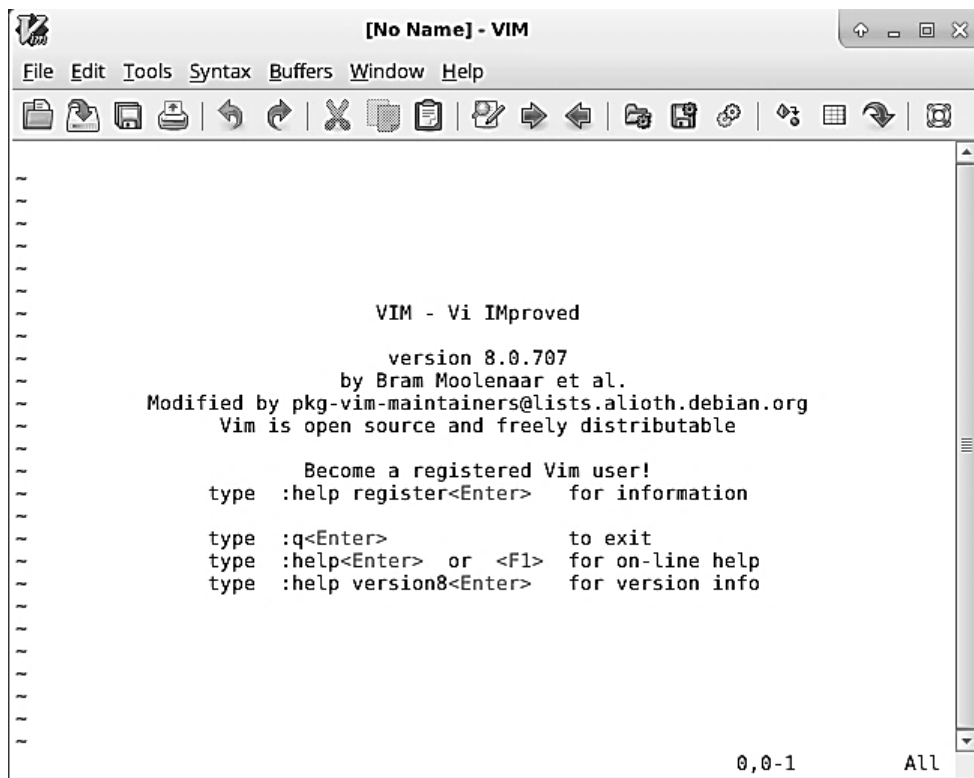 Vim
[No Name] - VIM
File Edit Tools Syntax Buffers Window Help
~
~
~
~
~
~
~ VIM - Vi IMproved
~
~ version 8.0.707
~ by Bram Moolenaar et al.
~ Modified by pkg-vim-maintainers@lists.alioth.debian.org
~ Vim is open source and freely distributable
~
~ Become a registered Vim user!
~ type :help register<Enter> for information
~
~ type :q<Enter> to exit
~ type :help<Enter> or <F1> for on-line help
~ type :help version8<Enter> for version info
~
~
~
~
~
~
~
0,0-1 All